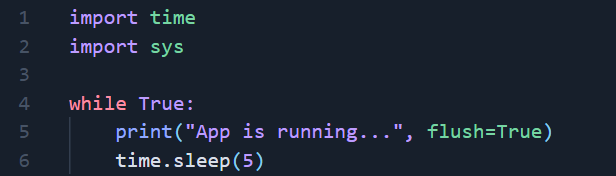 1 import time
2 import sys
3
4 while True:
5     print("App is running...", flush=True)
6     time.sleep(5)